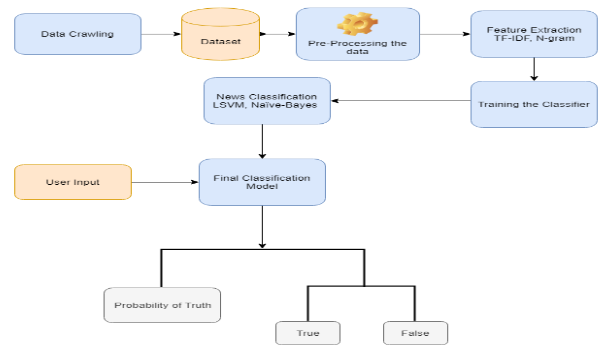 Data Crawling
Dataset
Pre-Processing the
data
Feature Extraction
TF-IDF, N-gram
News Classification
LSVM, Naïve-Bayes
Training the Classifier
User Input
Final Classification
Model
Probability of Truth
True
False